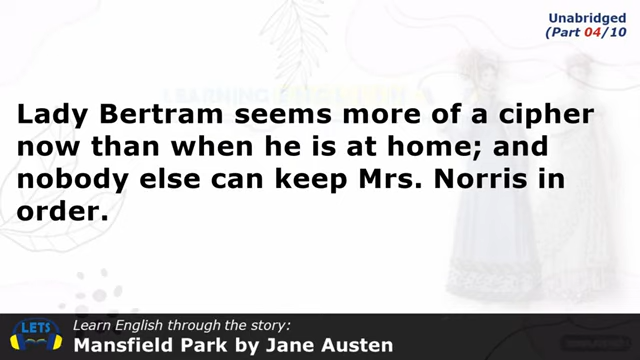 Unabridged
(Part 04/10
Lady Bertram seems more of a cipher
now than when he is at home; and
nobody else can keep Mrs. Norris in
order.
LETS
Learn English through the story:
Mansfield Park by Jane Austen